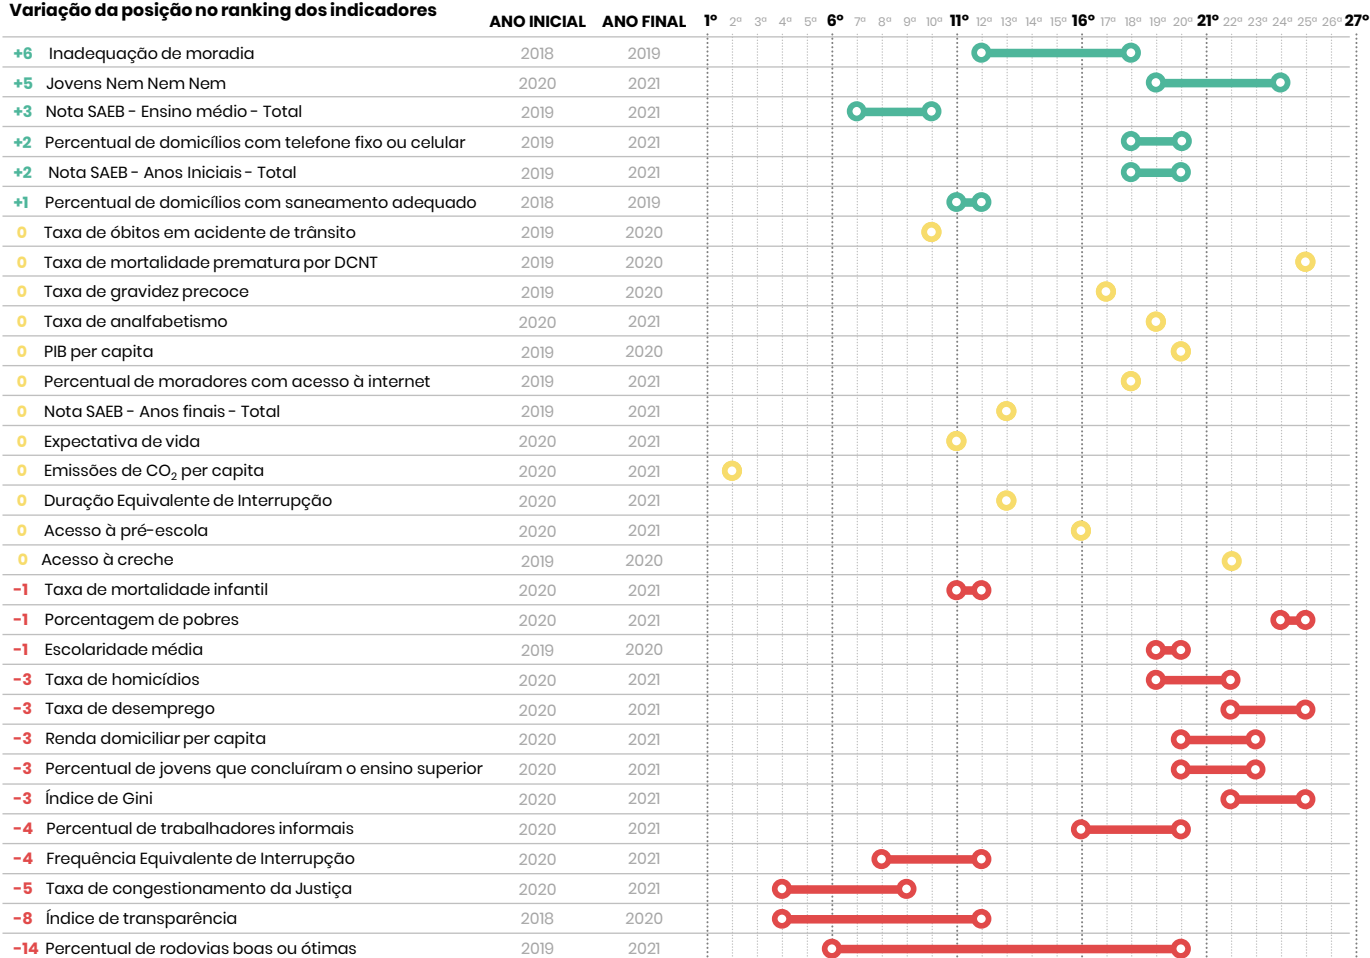 Variação da posição no ranking dos indicadores
ANO INICIAL ANO FINAL 1º 2º 3º 4º 5º 6º 7º 8º 9º 10º 11º 12º 13º 14º 15º 16º 17º 18º 19º 20º 21º 22º 23º 24º 25º 26º 27º
+6 Inadequação de moradia 2018 2019
+5 Jovens Nem Nem Nem 2020 2021
+3 Nota SAEB - Ensino médio - Total 2019 2021
+2 Percentual de domicílios com telefone fixo ou celular 2019 2021
+2 Nota SAEB - Anos Iniciais - Total 2019 2021
+1 Percentual de domicílios com saneamento adequado 2018 2019
0 Taxa de óbitos em acidente de trânsito 2019 2020
0 Taxa de mortalidade prematura por DCNT 2019 2020
0 Taxa de gravidez precoce 2019 2020
0 Taxa de analfabetismo 2020 2021
0 PIB per capita 2019 2020
0 Percentual de moradores com acesso à internet 2019 2021
0 Nota SAEB - Anos finais - Total 2019 2021
0 Expectativa de vida 2020 2021
0 Emissões de CO₂ per capita 2020 2021
0 Duração Equivalente de Interrupção 2020 2021
0 Acesso à pré-escola 2020 2021
0 Acesso à creche 2019 2020
-1 Taxa de mortalidade infantil 2020 2021
-1 Porcentagem de pobres 2020 2021
-1 Escolaridade média 2019 2020
-3 Taxa de homicídios 2020 2021
-3 Taxa de desemprego 2020 2021
-3 Renda domiciliar per capita 2020 2021
-3 Percentual de jovens que concluíram o ensino superior 2020 2021
-3 Índice de Gini 2020 2021
-4 Percentual de trabalhadores informais 2020 2021
-4 Frequência Equivalente de Interrupção 2020 2021
-5 Taxa de congestionamento da Justiça 2020 2021
-8 Índice de transparência 2018 2020
-14 Percentual de rodovias boas ou ótimas 2019 2021